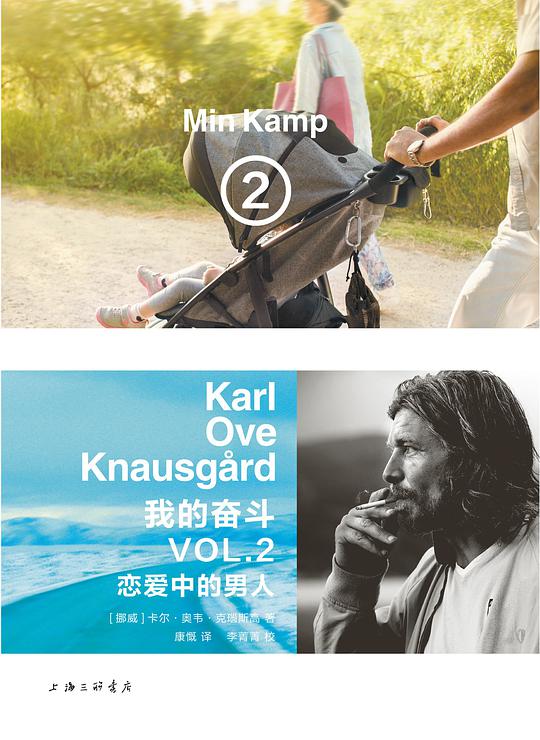 Min Kamp
2
Karl
Ove
Knausgård
我的奋斗
VOL.2
恋爱中的男人
[挪威]卡尔·奥韦·克瑙斯高 著
康慨 译 李菁菁 校
上海三联书店